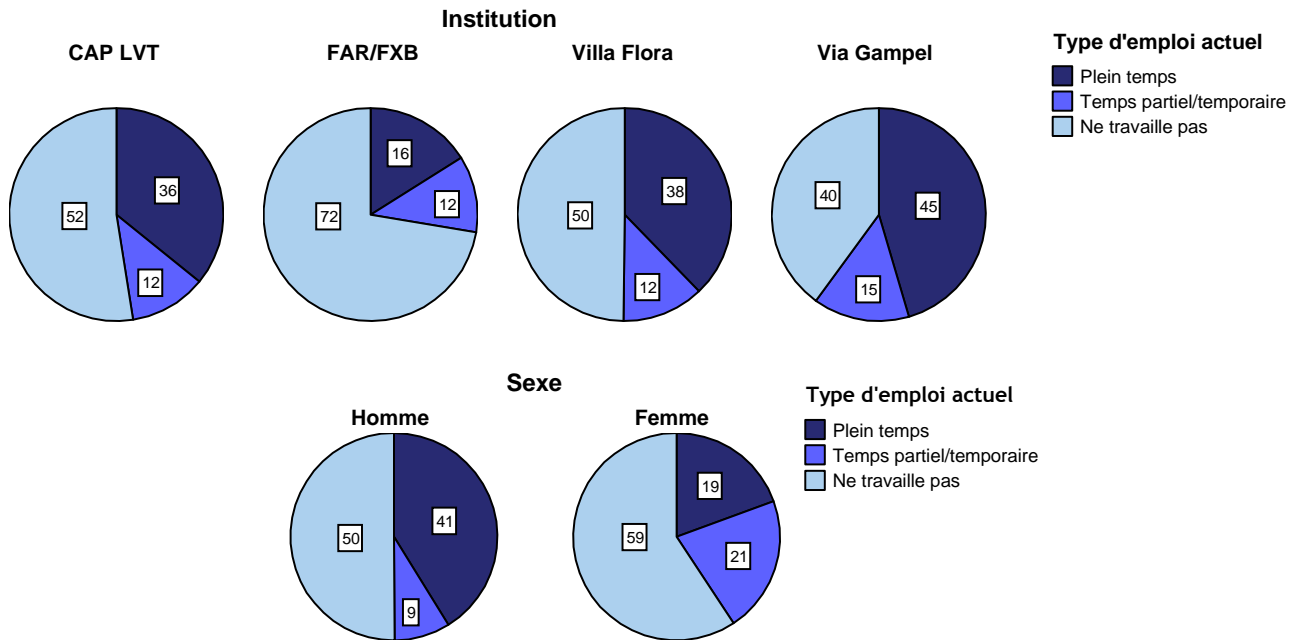 Institution
CAP LVT
FAR/FXB
Villa Flora
Via Gampel
Type d'emploi actuel
Plein temps
Temps partiel/temporaire
Ne travaille pas
36
12
52
16
12
72
38
12
50
45
15
40
Sexe
Homme
Femme
Type d'emploi actuel
Plein temps
Temps partiel/temporaire
Ne travaille pas
41
9
50
19
21
59